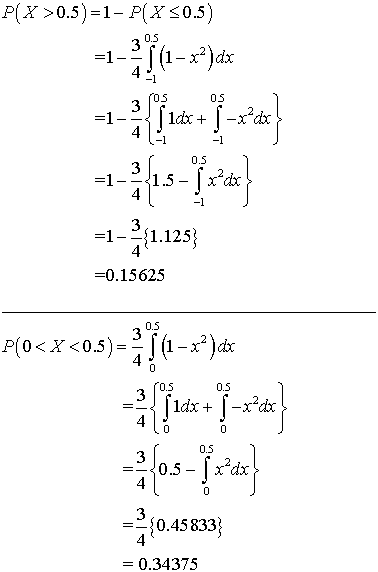 P(X > 0.5) = 1 − P(X ≤ 0.5)
=1 − 3/4 ∫_{−1}^{0.5} (1 − x²)dx
=1 − 3/4 {∫_{−1}^{0.5} 1dx + ∫_{−1}^{0.5} −x²dx}
=1 − 3/4 {1.5 − ∫_{−1}^{0.5} x²dx}
=1 − 3/4 {1.125}
=0.15625
P(0 < X < 0.5) = 3/4 ∫_{0}^{0.5} (1 − x²)dx
= 3/4 {∫_{0}^{0.5} 1dx + ∫_{0}^{0.5} −x²dx}
= 3/4 {0.5 − ∫_{0}^{0.5} x²dx}
= 3/4 {0.45833}
= 0.34375